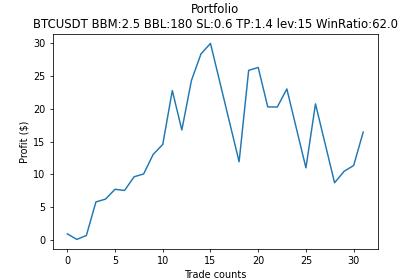 Portfolio
BTCUSDT BBM:2.5 BBL:180 SL:0.6 TP:1.4 lev:15 WinRatio:62.0
30
25
20
15
10
5
0
Profit ($)
0 5 10 15 20 25 30
Trade counts